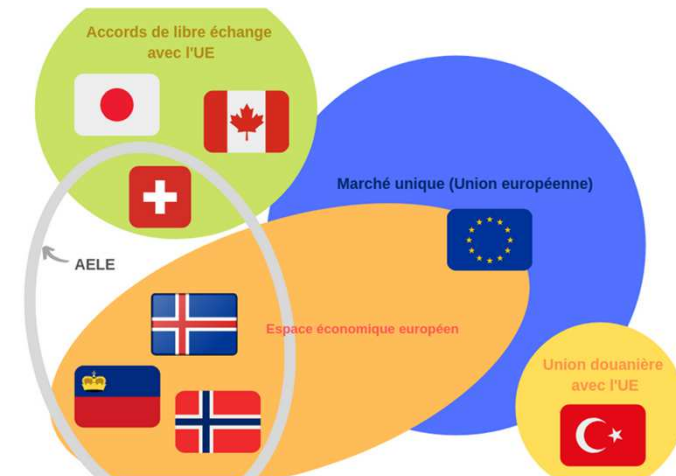 Accords de libre échange
avec l'UE
Marché unique (Union européenne)
AELE
Espace économique européen
Union douanière
avec l'UE